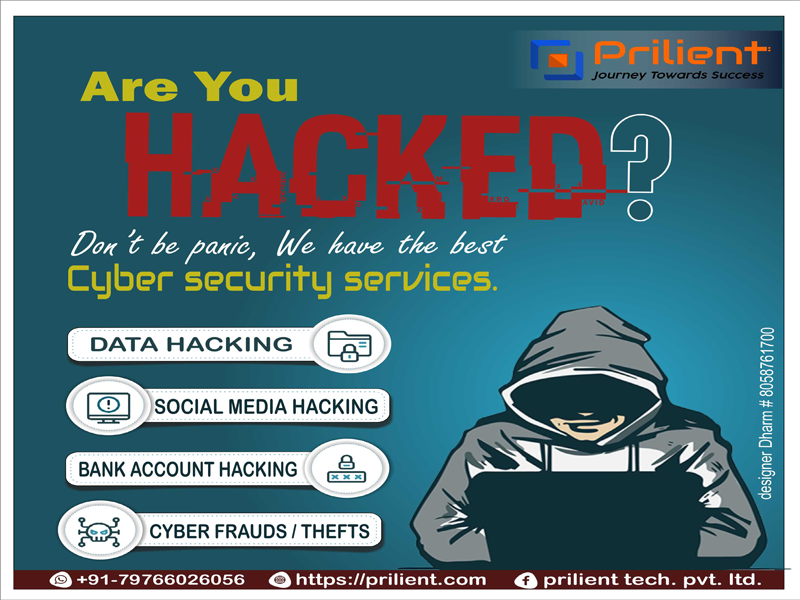 Prilient
Journey Towards Success
Are You
HACKED?
Don't be panic, We have the best
Cyber security services.
DATA HACKING
SOCIAL MEDIA HACKING
BANK ACCOUNT HACKING
CYBER FRAUDS / THEFTS
designer Dharm # 8058761700
+91-79766026056
https://prilient.com
prilient tech. pvt. ltd.